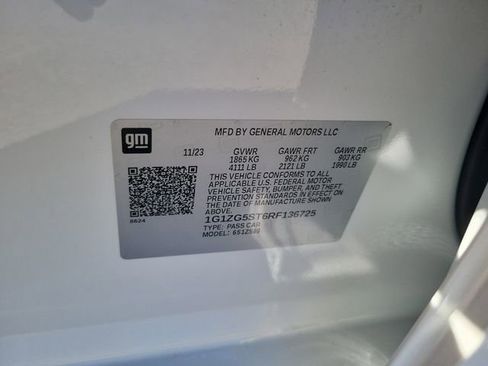 gm
MFD BY GENERAL MOTORS LLC
11/23 GVWR GAWR FRT GAWR RR
1865 KG 962 KG 903 KG
4111 LB 2121 LB 1990 LB
THIS VEHICLE CONFORMS TO ALL
APPLICABLE U.S. FEDERAL MOTOR
VEHICLE SAFETY, BUMPER, AND THEFT
PREVENTION STANDARDS IN EFFECT ON
THE DATE OF MANUFACTURE SHOWN
ABOVE.
1G1ZG5ST6RF136725
TYPE: PASS CAR
MODEL:
6624